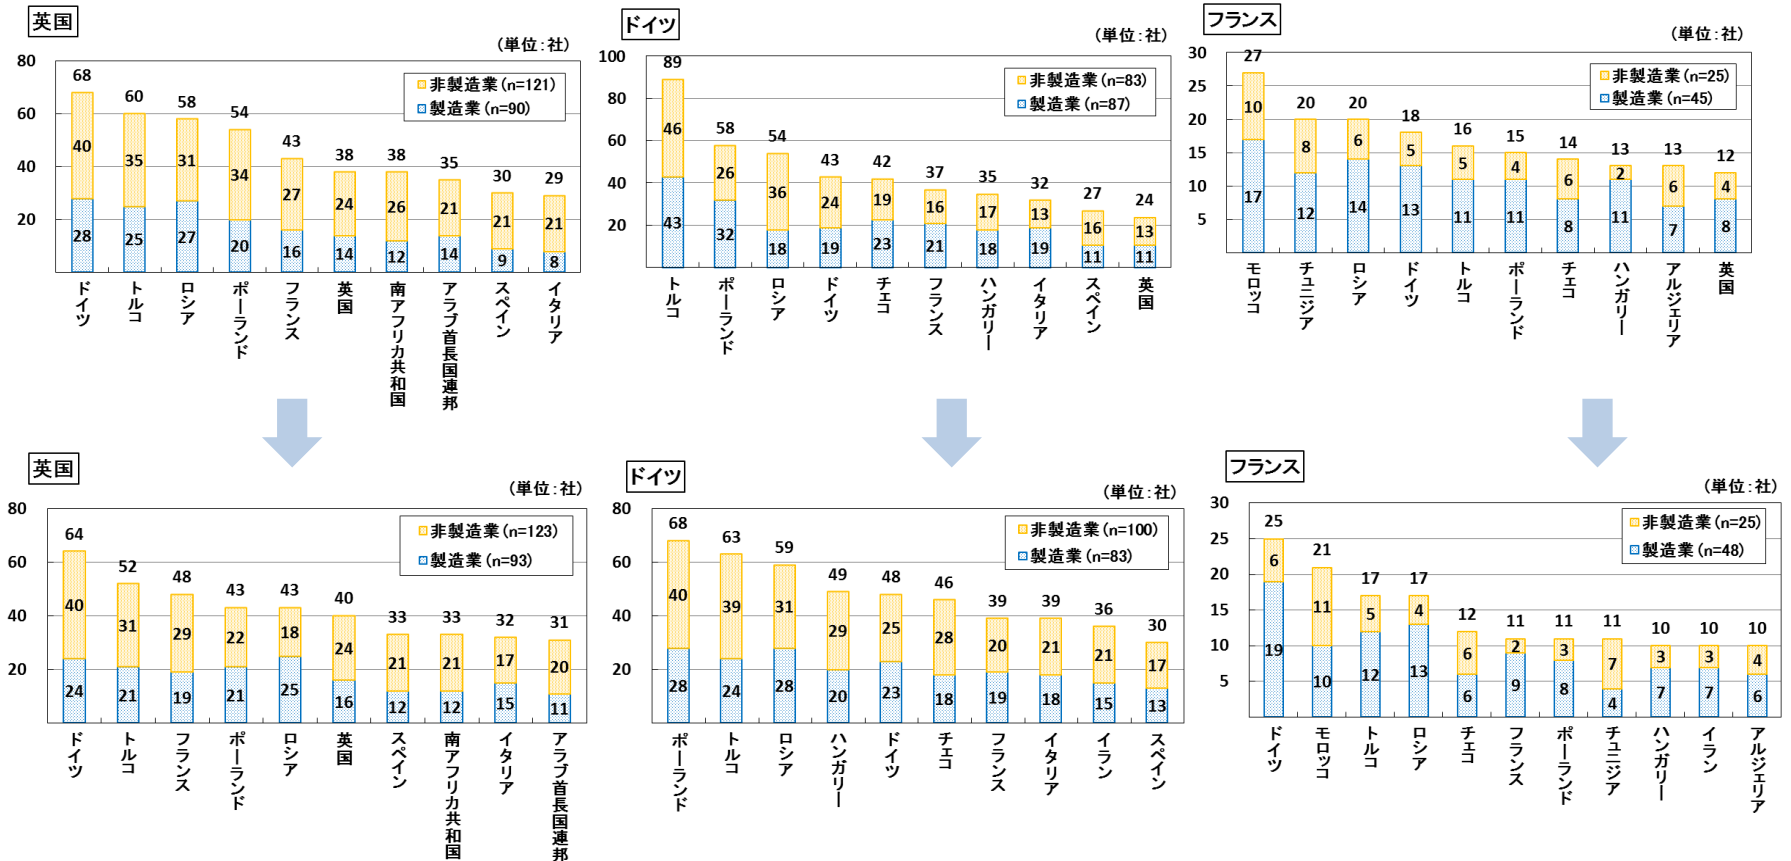 英国
(単位:社)
80
60
40
20
非製造業(n=121)
製造業(n=90)
68 60 58 54 43 38 38 35 30 29
40 35 31 34 27 24 26 21 21 21
28 25 27 20 16 14 12 14 9 8
ドイツ
トルコ
ロシア
ポーランド
フランス
英国
南アフリカ共和国
アラブ首長国連邦
スペイン
イタリア
ドイツ
(単位:社)
100
80
60
40
20
非製造業(n=83)
製造業(n=87)
89 58 54 43 42 37 35 32 27 24
46 26 36 24 19 16 17 13 16 13
43 32 18 19 23 21 18 19 11 11
トルコ
ポーランド
ロシア
ドイツ
チェコ
フランス
ハンガリー
イタリア
スペイン
英国
フランス
(単位:社)
30
25
20
15
10
5
非製造業(n=25)
製造業(n=45)
27 20 20 18 16 15 14 13 13 12
10 8 6 5 5 4 6 2 6 4
17 12 14 13 11 11 8 11 7 8
モロッコ
チュニジア
ロシア
ドイツ
トルコ
ポーランド
チェコ
ハンガリー
アルジェリア
英国
英国
(単位:社)
80
60
40
20
非製造業(n=123)
製造業(n=93)
64 52 48 43 43 40 33 33 32 31
40 31 29 22 18 24 21 21 17 20
24 21 19 21 25 16 12 12 15 11
ドイツ
トルコ
フランス
ポーランド
ロシア
英国
スペイン
南アフリカ共和国
イタリア
アラブ首長国連邦
ドイツ
(単位:社)
80
60
40
20
非製造業(n=100)
製造業(n=83)
68 63 59 49 48 46 39 39 36 30
40 39 31 29 25 28 20 21 21 17
28 24 28 20 23 18 19 18 15 13
ポーランド
トルコ
ロシア
ハンガリー
ドイツ
チェコ
フランス
イタリア
イラン
スペイン
フランス
(単位:社)
30
25
20
15
10
5
非製造業(n=25)
製造業(n=48)
25 21 17 17 12 11 11 11 10 10 10
6 11 5 4 6 2 3 7 3 3 4
19 10 12 13 6 9 8 4 7 7 6
ドイツ
モロッコ
トルコ
ロシア
チェコ
フランス
ポーランド
チュニジア
ハンガリー
イラン
アルジェリア